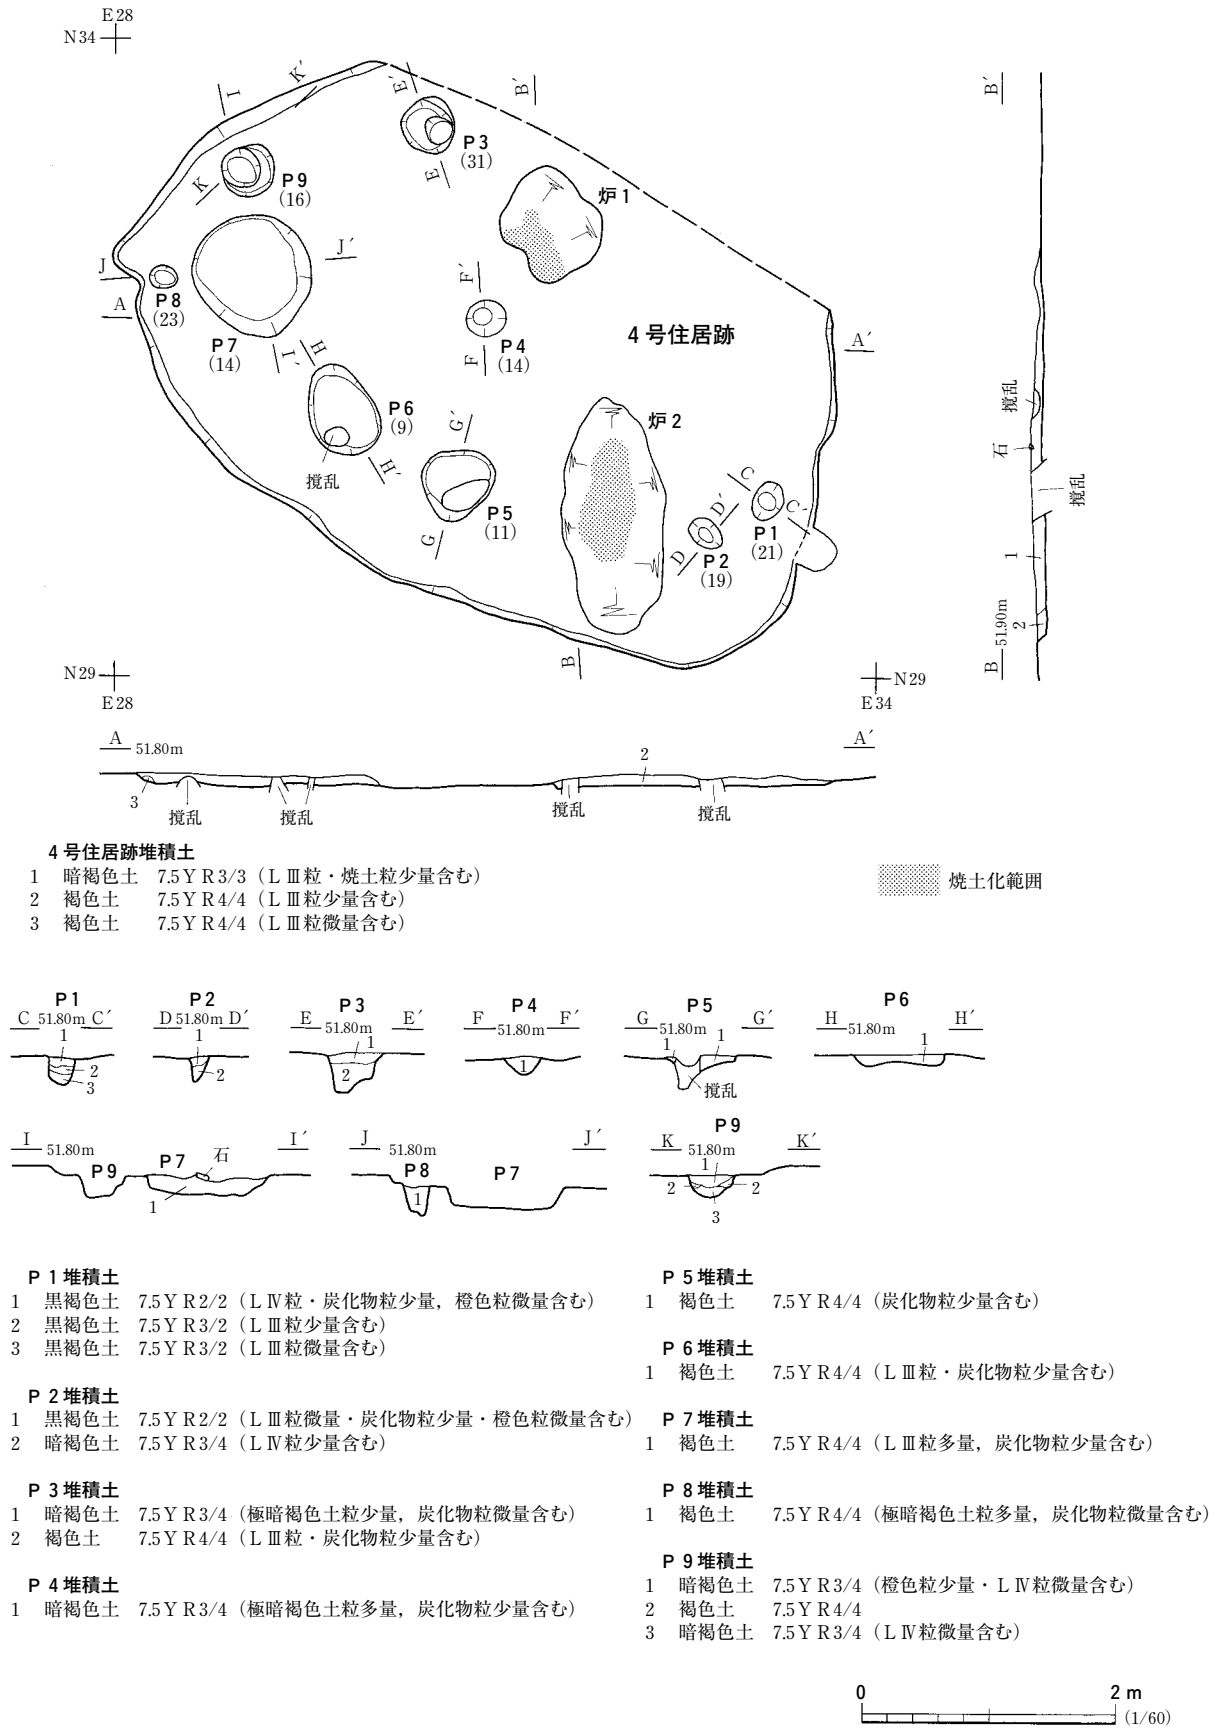 E28
N34
I
K′
E′
B′
B′
P3
(31)
E
K
P9
(16)
炉1
J
J′
P8
(23)
A
F′
P7
(14)
I′
H
F
P4
(14)
4号住居跡
A′
P6
(9)
G′
炉2
撹乱
石
撹乱
撹乱
H′
P5
(11)
G
C
C′
D′
D
P1
(21)
P2
(19)
1
2
51.90m
B
B
N29
E28
N29
E34
A
51.80m
A′
2
3
撹乱
撹乱
撹乱
撹乱
4号住居跡堆積土
1 暗褐色土 7.5YR3/3(LⅢ粒・焼土粒少量含む)
2 褐色土 7.5YR4/4(LⅢ粒少量含む)
3 褐色土 7.5YR4/4(LⅢ粒微量含む)
焼土化範囲
P1
C 51.80m C′
1
2
3
P2
D 51.80m D′
1
2
P3
E 51.80m E′
1
2
P4
F 51.80m F′
1
P5
G 51.80m G′
1
1
撹乱
P6
H 51.80m H′
1
I 51.80m I′
P9
P7
石
1
J 51.80m J′
P8
P7
1
P9
K 51.80m K′
1
2
2
3
P1堆積土
1 黒褐色土 7.5YR2/2(LⅣ粒・炭化物粒少量,橙色粒微量含む)
2 黒褐色土 7.5YR3/2(LⅢ粒少量含む)
3 黒褐色土 7.5YR3/2(LⅢ粒微量含む)
P2堆積土
1 黒褐色土 7.5YR2/2(LⅢ粒微量・炭化物粒少量・橙色粒微量含む)
2 暗褐色土 7.5YR3/4(LⅣ粒少量含む)
P3堆積土
1 暗褐色土 7.5YR3/4(極暗褐色土粒少量,炭化物粒微量含む)
2 褐色土 7.5YR4/4(LⅢ粒・炭化物粒少量含む)
P4堆積土
1 暗褐色土 7.5YR3/4(極暗褐色土粒多量,炭化物粒少量含む)
P5堆積土
1 褐色土 7.5YR4/4(炭化物粒少量含む)
P6堆積土
1 褐色土 7.5YR4/4(LⅢ粒・炭化物粒少量含む)
P7堆積土
1 褐色土 7.5YR4/4(LⅢ粒多量,炭化物粒少量含む)
P8堆積土
1 褐色土 7.5YR4/4(極暗褐色土粒多量,炭化物粒微量含む)
P9堆積土
1 暗褐色土 7.5YR3/4(橙色粒少量・LⅣ粒微量含む)
2 褐色土 7.5YR4/4
3 暗褐色土 7.5YR3/4(LⅣ粒微量含む)
0 2m
(1/60)